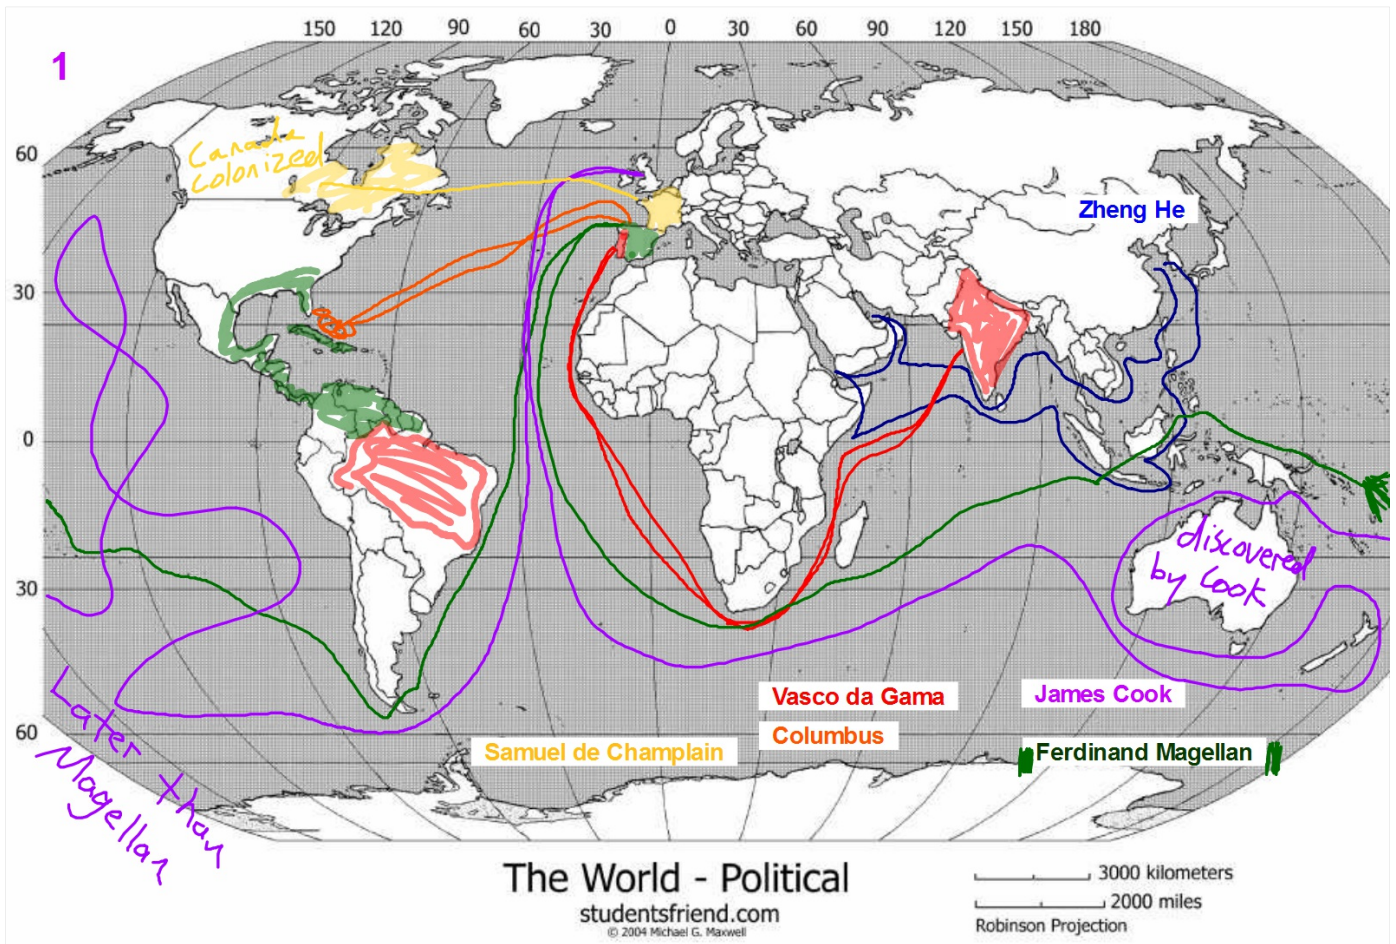 150 120 90 60 30 0 30 60 90 120 150 180
1
Canada
colonized
60
Zheng He
30
0
discovered
by Cook
30
Later than
Magellan
Vasco da Gama
James Cook
60
Samuel de Champlain
Columbus
Ferdinand Magellan
The World - Political
studentsfriend.com
© 2004 Michael G. Maxwell
3000 kilometers
2000 miles
Robinson Projection